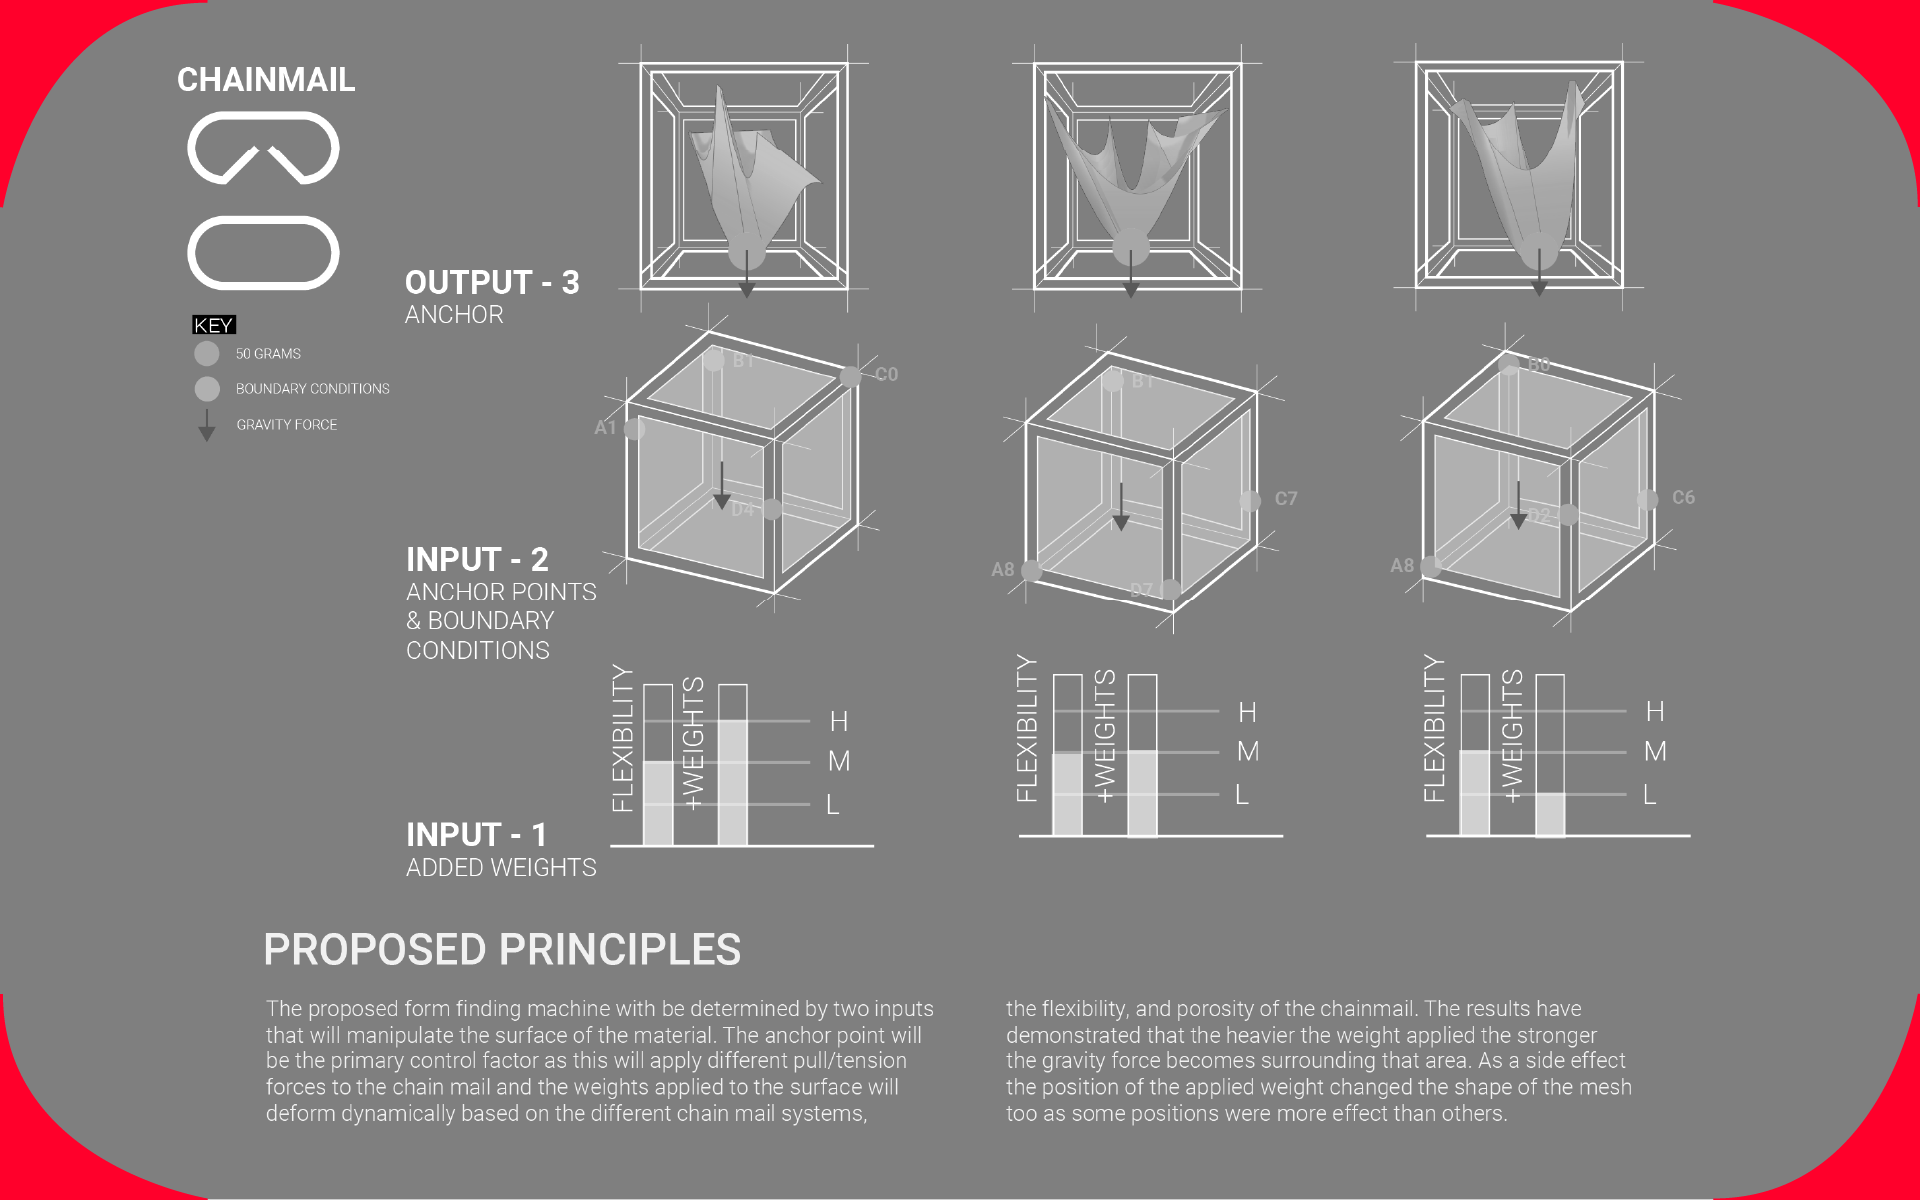 CHAINMAIL
KEY
50 GRAMS
BOUNDARY CONDITIONS
GRAVITY FORCE
OUTPUT - 3
ANCHOR
B1
C0
A1
D4
B1
C7
A8
D7
B0
C6
D2
A8
INPUT - 2
ANCHOR POINTS
& BOUNDARY
CONDITIONS
FLEXIBILITY
+WEIGHTS
H
M
L
FLEXIBILITY
+WEIGHTS
H
M
L
FLEXIBILITY
+WEIGHTS
H
M
L
INPUT - 1
ADDED WEIGHTS
PROPOSED PRINCIPLES
The proposed form finding machine with be determined by two inputs
that will manipulate the surface of the material. The anchor point will
be the primary control factor as this will apply different pull/tension
forces to the chain mail and the weights applied to the surface will
deform dynamically based on the different chain mail systems,
the flexibility, and porosity of the chainmail. The results have
demonstrated that the heavier the weight applied the stronger
the gravity force becomes surrounding that area. As a side effect
the position of the applied weight changed the shape of the mesh
too as some positions were more effect than others.